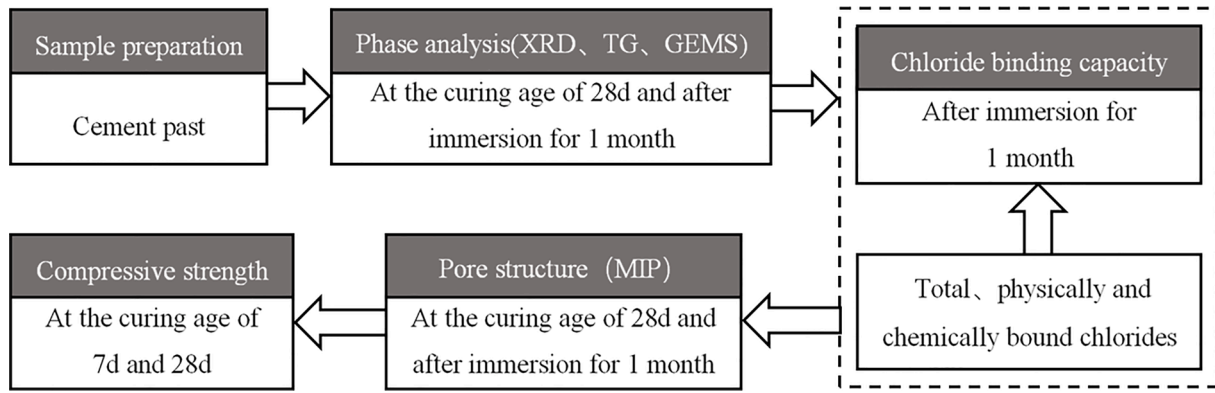 Sample preparation
Cement past
Phase analysis(XRD、TG、GEMS)
At the curing age of 28d and after
immersion for 1 month
Chloride binding capacity
After immersion for
1 month
Total、physically and
chemically bound chlorides
Pore structure（MIP）
At the curing age of 28d and
after immersion for 1 month
Compressive strength
At the curing age of
7d and 28d